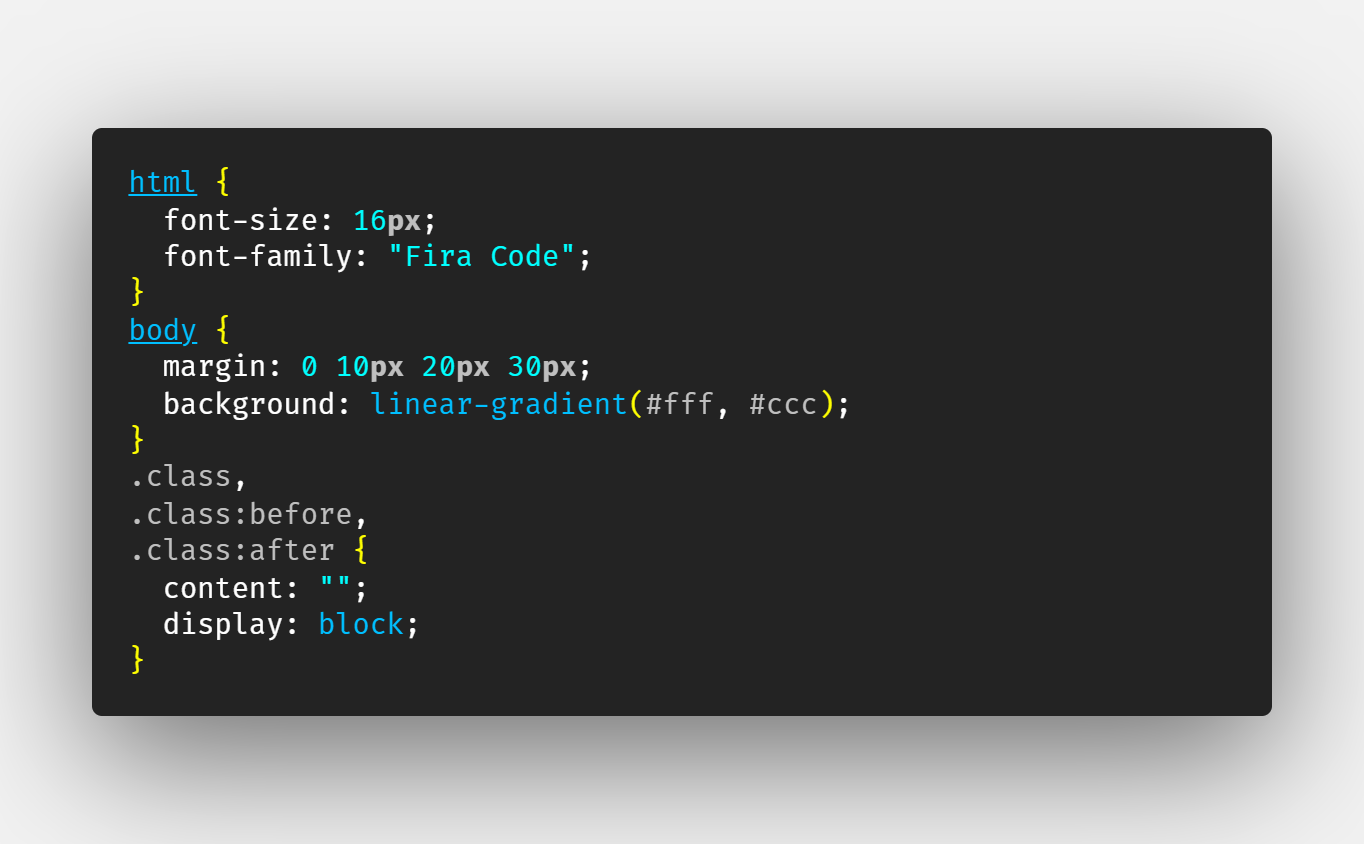 html {
  font-size: 16px;
  font-family: "Fira Code";
}
body {
  margin: 0 10px 20px 30px;
  background: linear-gradient(#fff, #ccc);
}
.class,
.class:before,
.class:after {
  content: "";
  display: block;
}